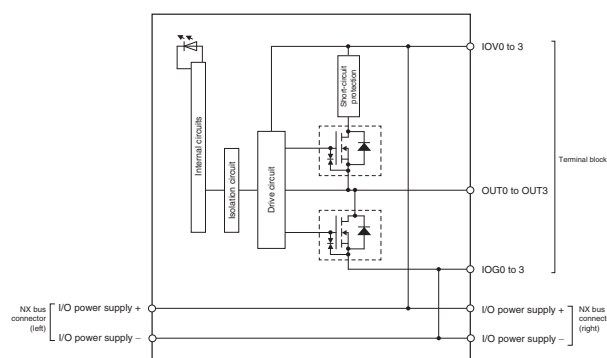 IOV0 to 3
Short-circuit
protection
Internal circuits
Isolation circuit
Drive circuit
Terminal block
OUT0 to OUT3
IOG0 to 3
NX bus
connector
(left)
I/O power supply +
I/O power supply –
I/O power supply +
I/O power supply –
NX bus
connect
(right)